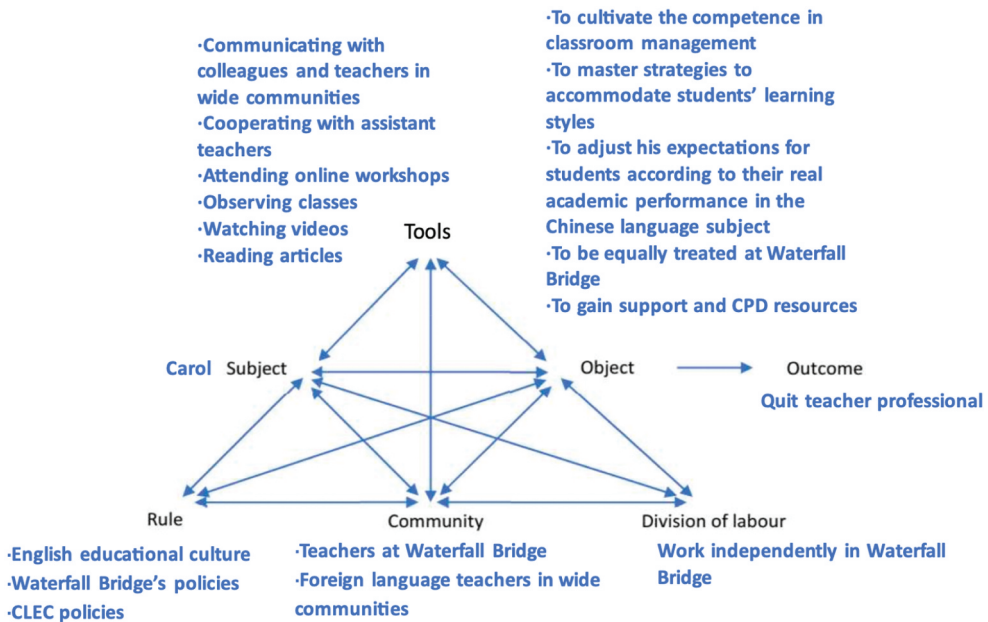 ·Communicating with
colleagues and teachers in
wide communities
·Cooperating with assistant
teachers
·Attending online workshops
·Observing classes
·Watching videos
·Reading articles
Tools
·To cultivate the competence in
classroom management
·To master strategies to
accommodate students’ learning
styles
·To adjust his expectations for
students according to their real
academic performance in the
Chinese language subject
·To be equally treated at Waterfall
Bridge
·To gain support and CPD resources
Carol Subject
Object
Outcome
Quit teacher professional
Rule
·English educational culture
·Waterfall Bridge’s policies
·CLEC policies
Community
·Teachers at Waterfall Bridge
·Foreign language teachers in wide
communities
Division of labour
Work independently in Waterfall
Bridge